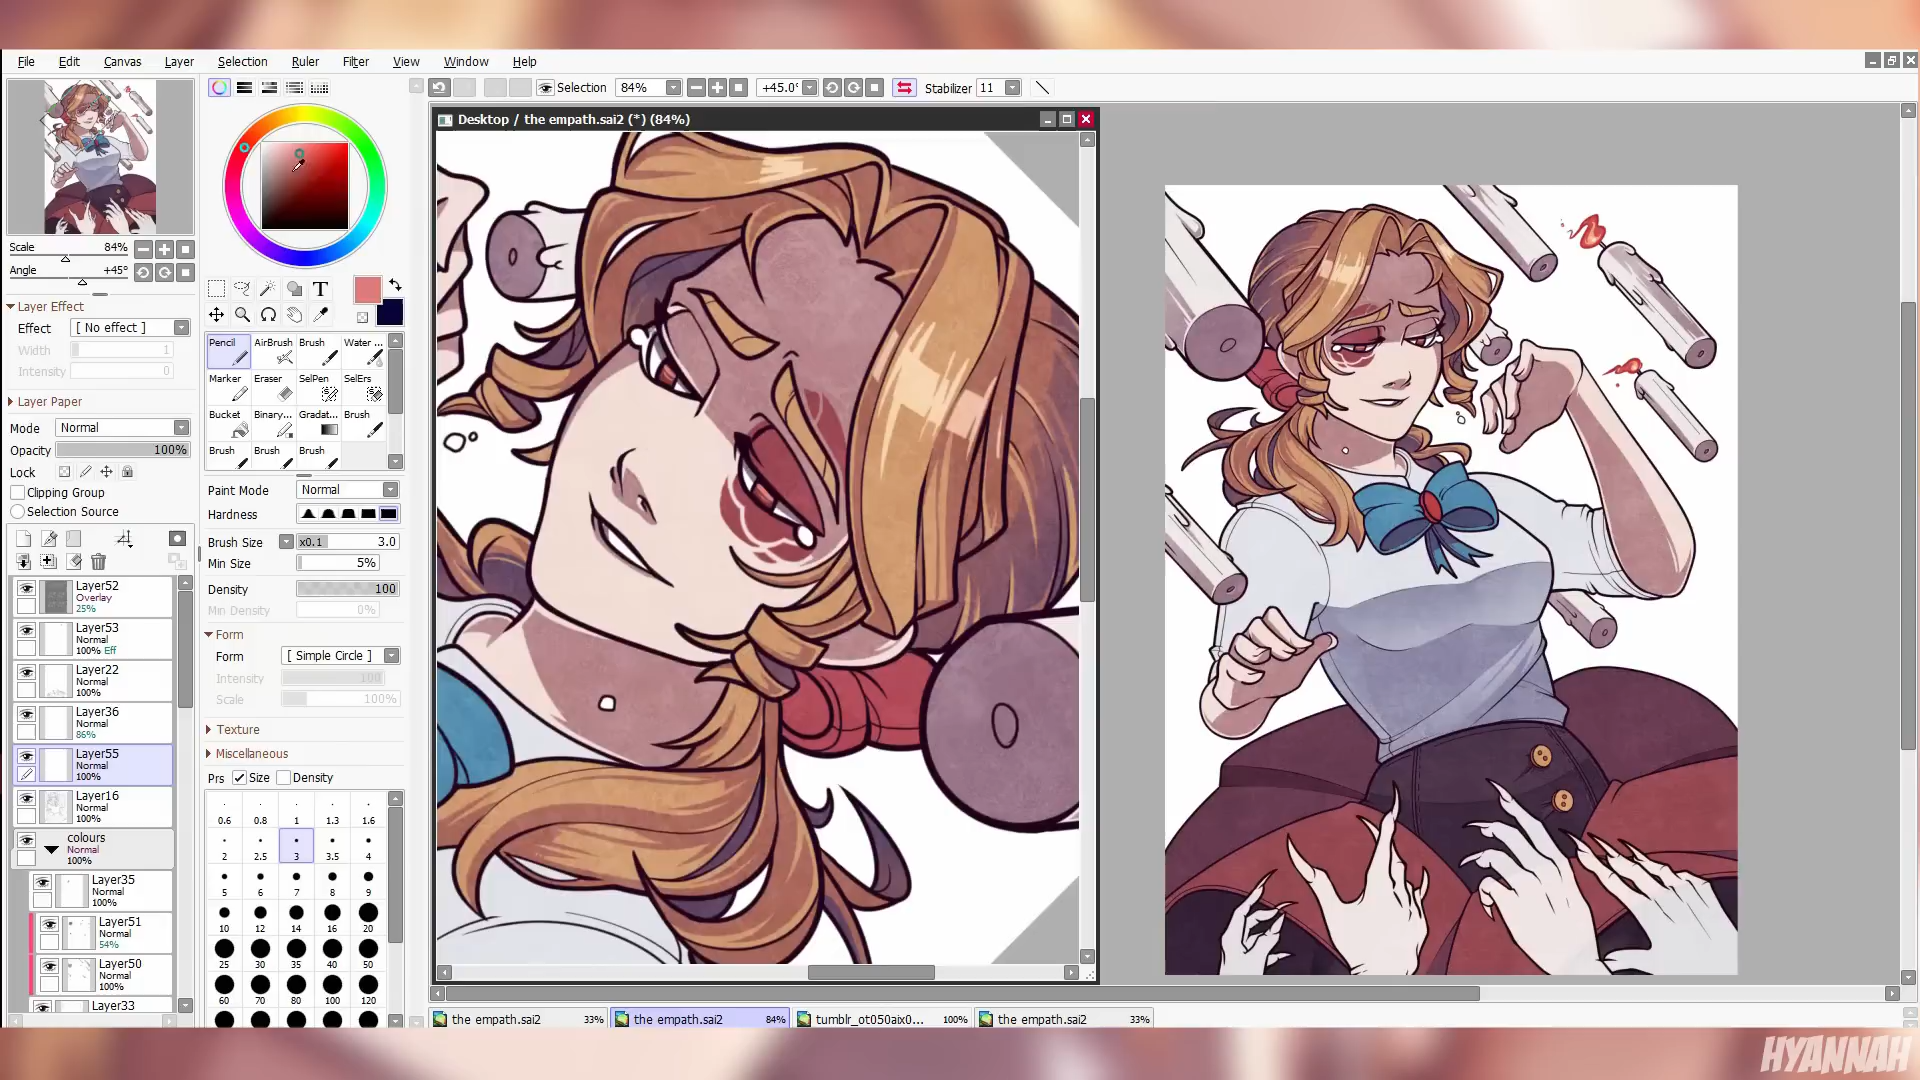 File Edit Canvas Layer Selection Ruler Filter View Window Help
Selection 84% +45.0° Stabilizer 11
Desktop / the empath.sai2 (*) (84%)
Scale 84%
Angle +45°
Layer Effect
Effect [ No effect ]
Width 1
Intensity 0
Layer Paper
Mode Normal
Opacity 100%
Lock
Clipping Group
Selection Source
Layer52
Overlay
25%
Layer53
Normal
100% Eff
Layer22
Normal
100%
Layer36
Normal
86%
Layer55
Normal
100%
Layer16
Normal
100%
colours
Normal
100%
Layer35
Normal
100%
Layer51
Normal
54%
Layer50
Normal
100%
Layer33
T
Pencil AirBrush Brush Water ...
Marker Eraser SelPen SelErs
Bucket Binary... Gradat... Brush
Brush Brush Brush
Paint Mode Normal
Hardness
Brush Size x0.1 3.0
Min Size 5%
Density 100
Min Density 0%
Form
Form [ Simple Circle ]
Intensity 100
Scale 100%
Texture
Miscellaneous
Prs Size Density
0.6 0.8 1 1.3 1.6
2 2.5 3 3.5 4
5 6 7 8 9
10 12 14 16 20
25 30 35 40 50
60 70 80 100 120
the empath.sai2 33% the empath.sai2 84% tumblr_ot050aix0... 100% the empath.sai2 33%
HYANNAH